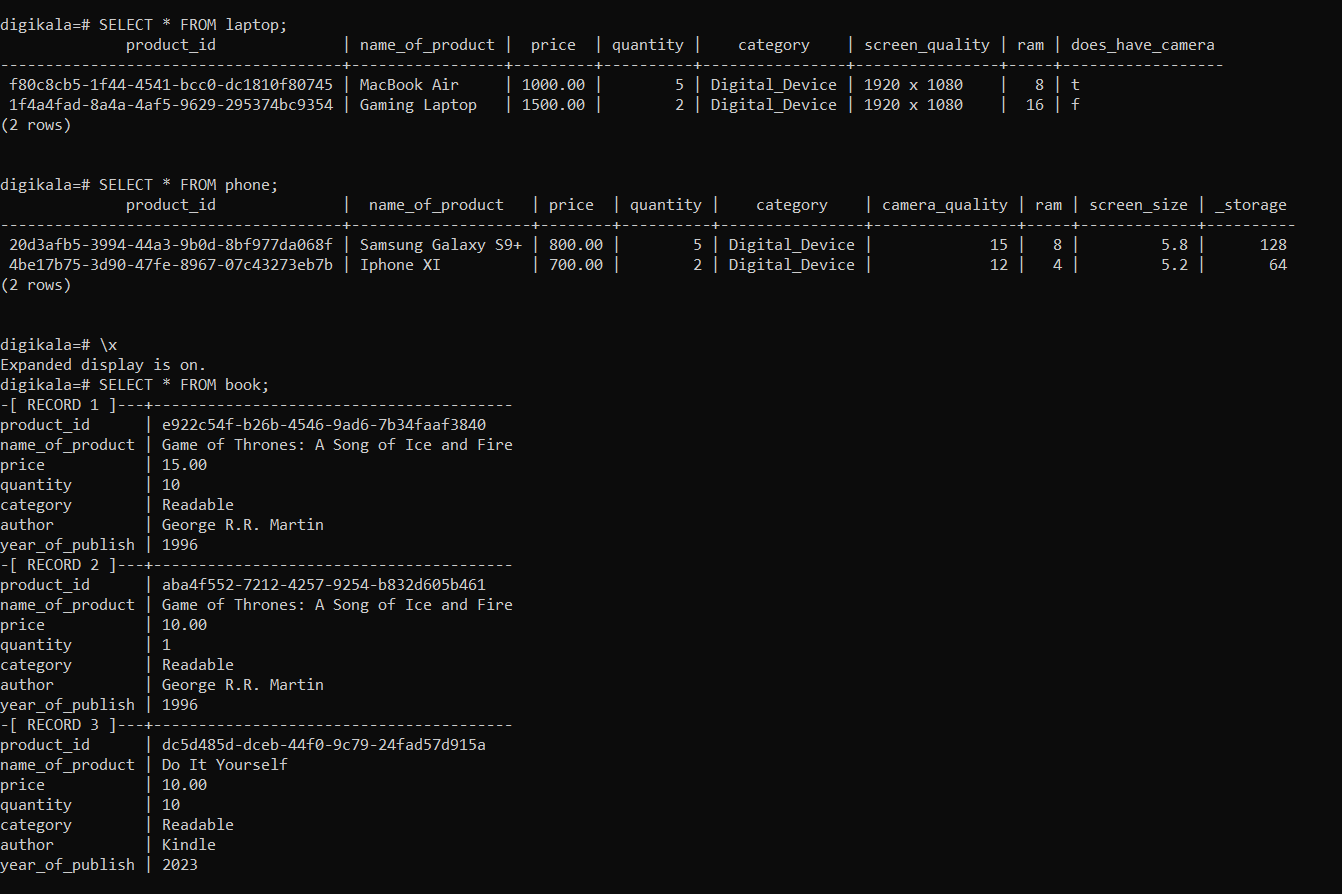 digikala=# SELECT * FROM laptop;
              product_id              | name_of_product |  price  | quantity |    category    | screen_quality | ram | does_have_camera
--------------------------------------+-----------------+---------+----------+----------------+----------------+-----+------------------
 f80c8cb5-1f44-4541-bcc0-dc1810f80745 | MacBook Air     | 1000.00 |        5 | Digital_Device | 1920 x 1080    |   8 | t
 1f4a4fad-8a4a-4af5-9629-295374bc9354 | Gaming Laptop   | 1500.00 |        2 | Digital_Device | 1920 x 1080    |  16 | f
(2 rows)
digikala=# SELECT * FROM phone;
              product_id              |  name_of_product   | price  | quantity |    category    | camera_quality | ram | screen_size | _storage
--------------------------------------+--------------------+--------+----------+----------------+----------------+-----+-------------+----------
 20d3afb5-3994-44a3-9b0d-8bf977da068f | Samsung Galaxy S9+ | 800.00 |        5 | Digital_Device |             15 |   8 |         5.8 |      128
 4be17b75-3d90-47fe-8967-07c43273eb7b | Iphone XI          | 700.00 |        2 | Digital_Device |             12 |   4 |         5.2 |       64
(2 rows)
digikala=# \x
Expanded display is on.
digikala=# SELECT * FROM book;
-[ RECORD 1 ]---+----------------------------------------
product_id      | e922c54f-b26b-4546-9ad6-7b34faaf3840
name_of_product | Game of Thrones: A Song of Ice and Fire
price           | 15.00
quantity        | 10
category        | Readable
author          | George R.R. Martin
year_of_publish | 1996
-[ RECORD 2 ]---+----------------------------------------
product_id      | aba4f552-7212-4257-9254-b832d605b461
name_of_product | Game of Thrones: A Song of Ice and Fire
price           | 10.00
quantity        | 1
category        | Readable
author          | George R.R. Martin
year_of_publish | 1996
-[ RECORD 3 ]---+----------------------------------------
product_id      | dc5d485d-dceb-44f0-9c79-24fad57d915a
name_of_product | Do It Yourself
price           | 10.00
quantity        | 10
category        | Readable
author          | Kindle
year_of_publish | 2023